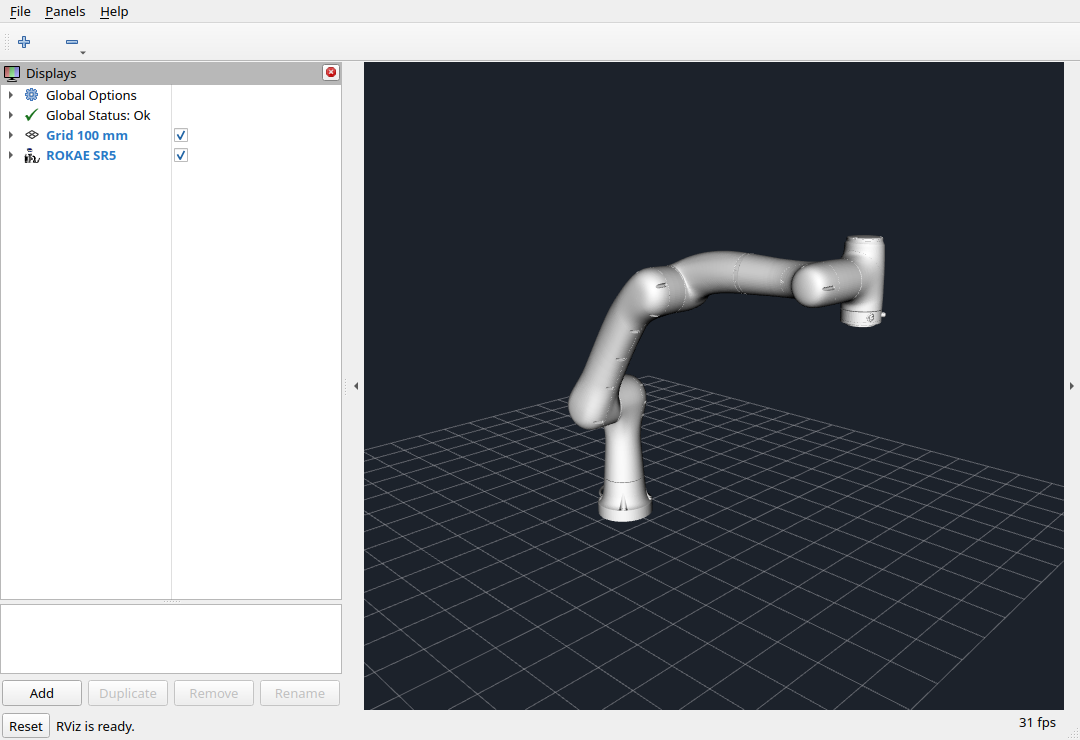 File Panels Help
Displays
Global Options
Global Status: Ok
Grid 100 mm
ROKAE SR5
Add Duplicate Remove Rename
Reset RViz is ready. 31 fps